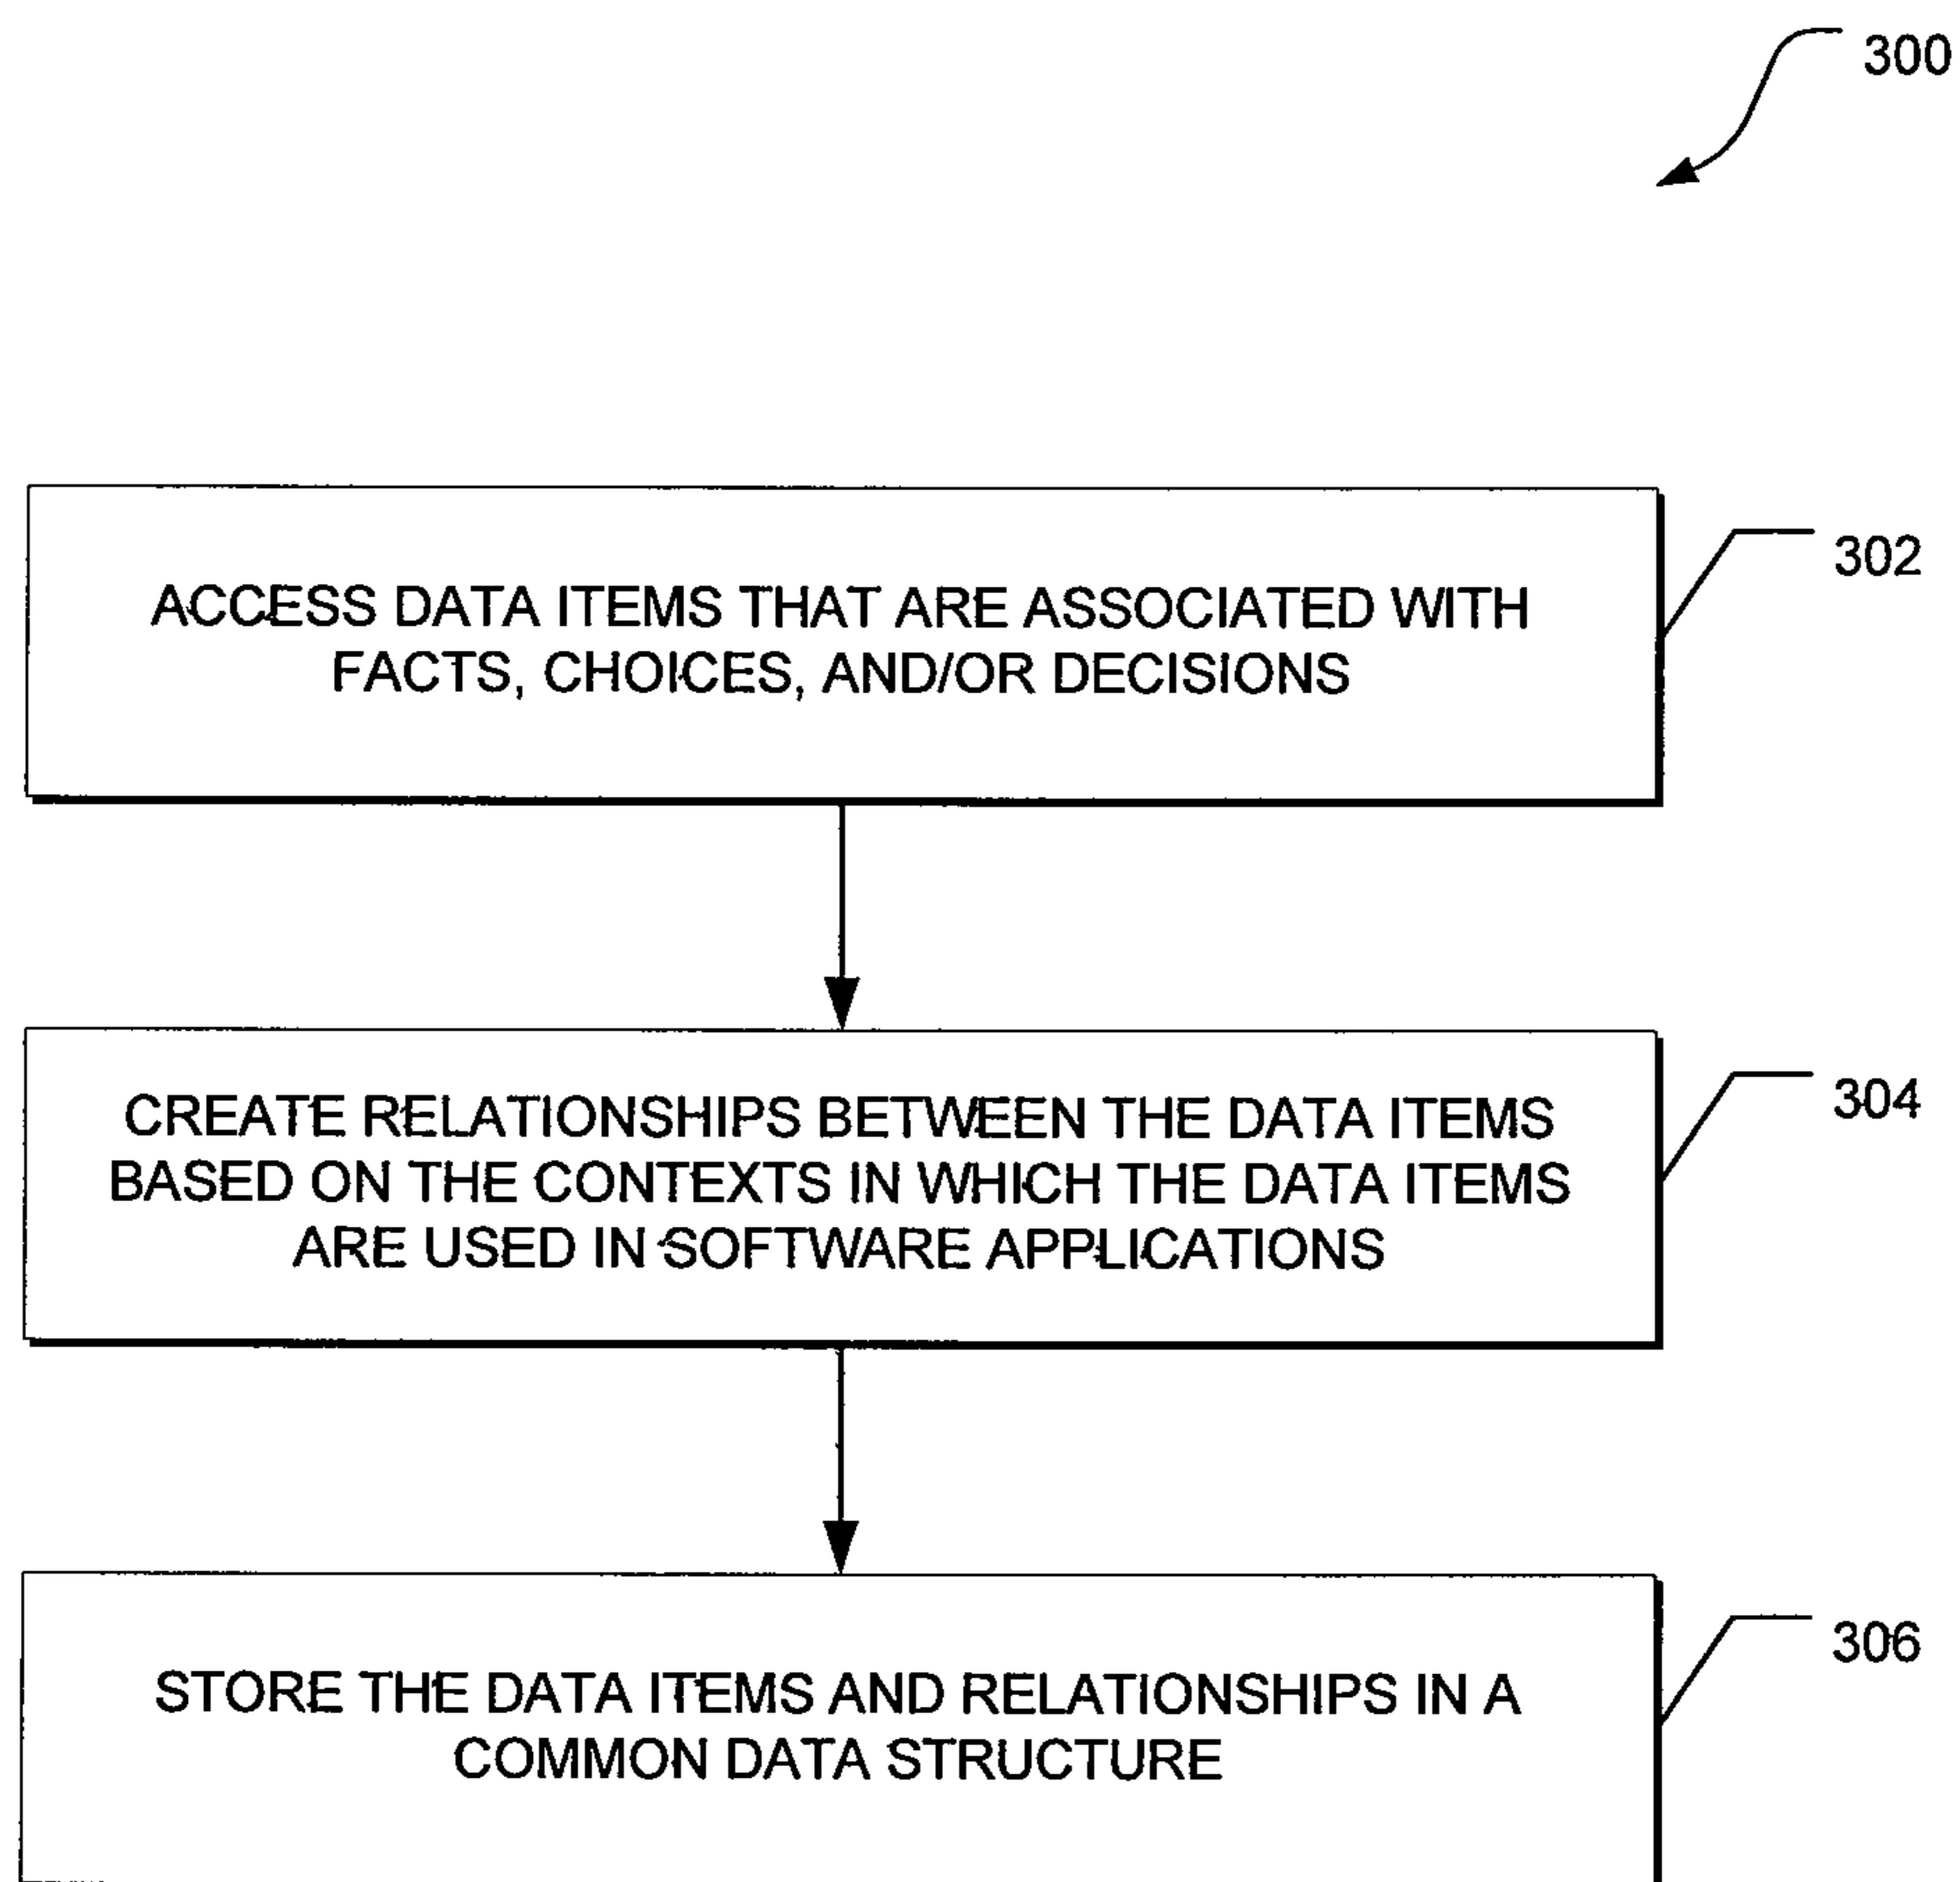 300
302
ACCESS DATA ITEMS THAT ARE ASSOCIATED WITH
FACTS, CHOICES, AND/OR DECISIONS
304
CREATE RELATIONSHIPS BETWEEN THE DATA ITEMS
BASED ON THE CONTEXTS IN WHICH THE DATA ITEMS
ARE USED IN SOFTWARE APPLICATIONS
306
STORE THE DATA ITEMS AND RELATIONSHIPS IN A
COMMON DATA STRUCTURE